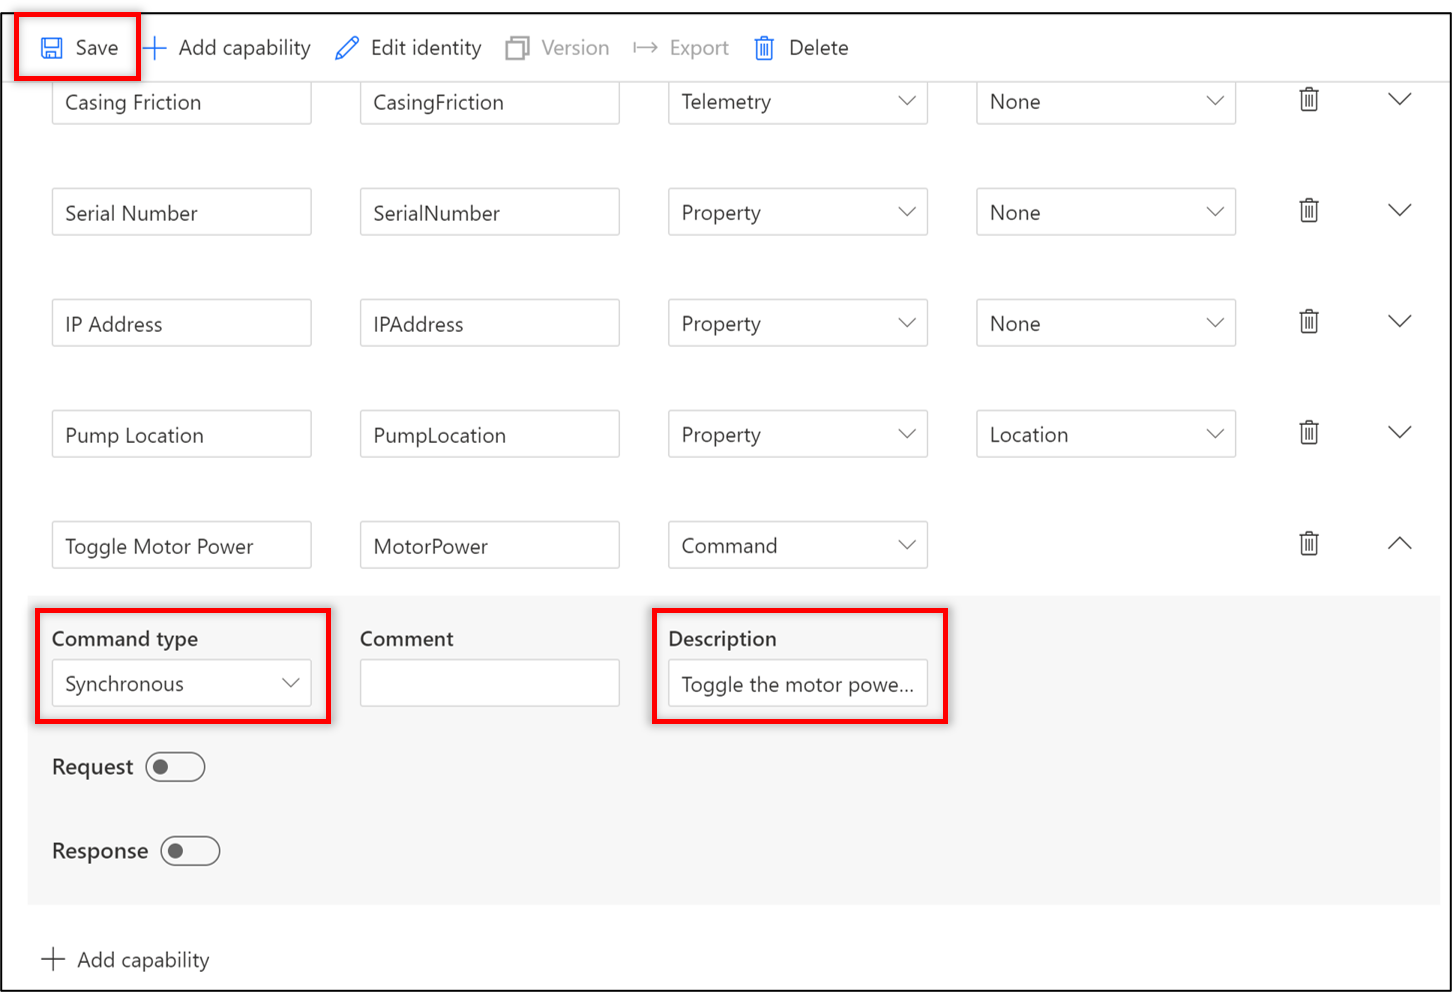 Save Add capability Edit identity Version Export Delete
Casing Friction CasingFriction Telemetry None
Serial Number SerialNumber Property None
IP Address IPAddress Property None
Pump Location PumpLocation Property Location
Toggle Motor Power MotorPower Command
Command type Comment Description
Synchronous Toggle the motor powe...
Request
Response
Add capability